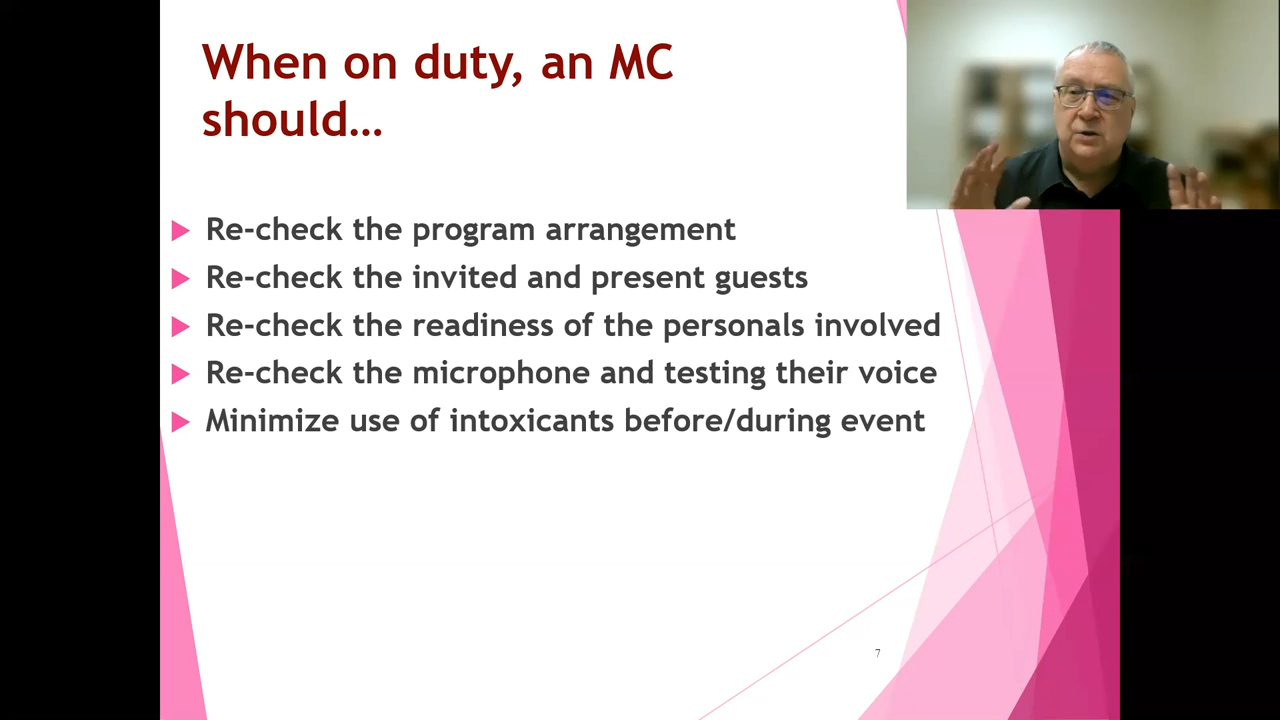 When on duty, an MC
should…
Re-check the program arrangement
Re-check the invited and present guests
Re-check the readiness of the personals involved
Re-check the microphone and testing their voice
Minimize use of intoxicants before/during event
7